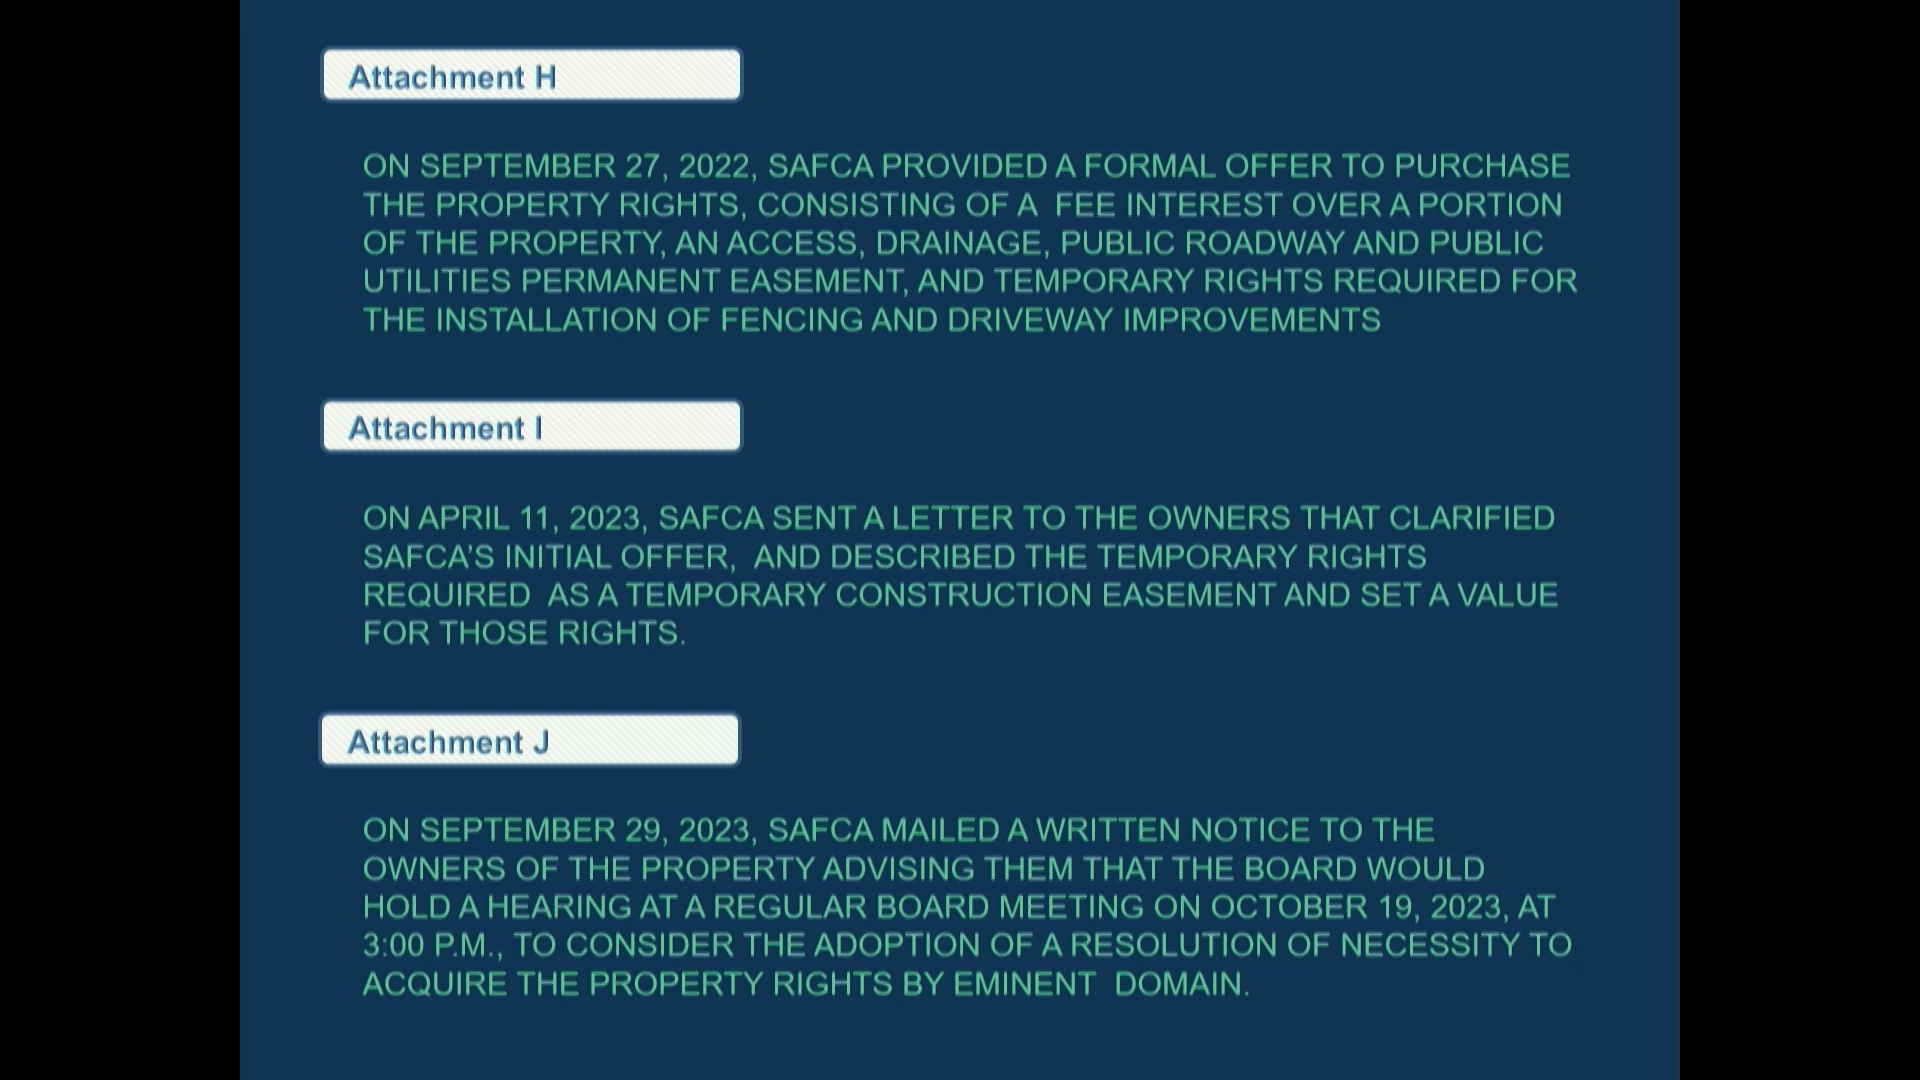 Attachment H
ON SEPTEMBER 27, 2022, SAFCA PROVIDED A FORMAL OFFER TO PURCHASE
THE PROPERTY RIGHTS, CONSISTING OF A  FEE INTEREST OVER A PORTION
OF THE PROPERTY, AN ACCESS, DRAINAGE, PUBLIC ROADWAY AND PUBLIC
UTILITIES PERMANENT EASEMENT, AND TEMPORARY RIGHTS REQUIRED FOR
THE INSTALLATION OF FENCING AND DRIVEWAY IMPROVEMENTS
Attachment I
ON APRIL 11, 2023, SAFCA SENT A LETTER TO THE OWNERS THAT CLARIFIED
SAFCA’S INITIAL OFFER,  AND DESCRIBED THE TEMPORARY RIGHTS
REQUIRED  AS A TEMPORARY CONSTRUCTION EASEMENT AND SET A VALUE
FOR THOSE RIGHTS.
Attachment J
ON SEPTEMBER 29, 2023, SAFCA MAILED A WRITTEN NOTICE TO THE
OWNERS OF THE PROPERTY ADVISING THEM THAT THE BOARD WOULD
HOLD A HEARING AT A REGULAR BOARD MEETING ON OCTOBER 19, 2023, AT
3:00 P.M., TO CONSIDER THE ADOPTION OF A RESOLUTION OF NECESSITY TO
ACQUIRE THE PROPERTY RIGHTS BY EMINENT  DOMAIN.